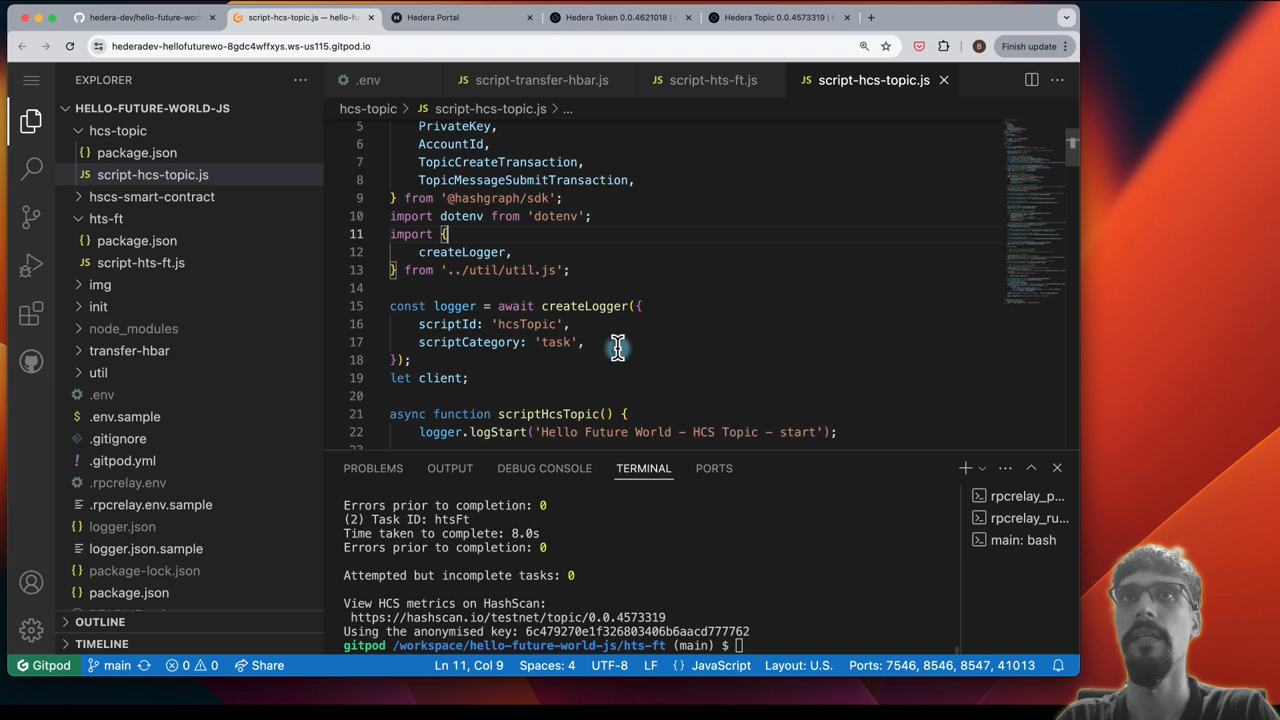 hedera-dev/hello-future-worl
script-hcs-topic.js — hello-fu
Hedera Portal
Hedera Token 0.0.4621018 | H
Hedera Topic 0.0.4573319 | H
hederadev-hellofuturewo-8gdc4wffxys.ws-us115.gitpod.io
B
Finish update
EXPLORER
.env
JS script-transfer-hbar.js
JS script-hts-ft.js
JS script-hcs-topic.js
HELLO-FUTURE-WORLD-JS
hcs-topic
{} package.json
JS script-hcs-topic.js
hscs-smart-contract
hts-ft
{} package.json
JS script-hts-ft.js
img
init
node_modules
transfer-hbar
util
.env
$ .env.sample
.gitignore
! .gitpod.yml
.rpcrelay.env
.rpcrelay.env.sample
logger.json
logger.json.sample
package-lock.json
package.json
OUTLINE
TIMELINE
hcs-topic > JS script-hcs-topic.js > ...
5 PrivateKey,
6 AccountId,
7 TopicCreateTransaction,
8 TopicMessageSubmitTransaction,
9 } from '@hashgraph/sdk';
10 import dotenv from 'dotenv';
11 import {
12 createLogger,
13 } from '../util/util.js';
14
15 const logger = await createLogger({
16 scriptId: 'hcsTopic',
17 scriptCategory: 'task',
18 });
19 let client;
20
21 async function scriptHcsTopic() {
22 logger.logStart('Hello Future World - HCS Topic - start');
PROBLEMS OUTPUT DEBUG CONSOLE TERMINAL PORTS
Errors prior to completion: 0
(2) Task ID: htsFt
Time taken to complete: 8.0s
Errors prior to completion: 0
Attempted but incomplete tasks: 0
View HCS metrics on HashScan:
https://hashscan.io/testnet/topic/0.0.4573319
Using the anonymised key: 6c479270e1f326803406b6aacd777762
gitpod /workspace/hello-future-world-js/hts-ft (main) $
rpcrelay_p...
rpcrelay_ru...
main: bash
Gitpod main 0 0 Share Ln 11, Col 9 Spaces: 4 UTF-8 LF {} JavaScript Layout: U.S. Ports: 7546, 8546, 8547, 41013